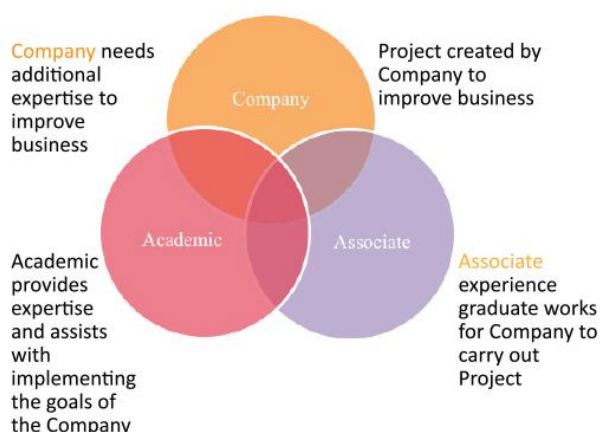 Company needs
additional
expertise to
improve
business
Project created by
Company to
improve business
Company
Academic
Associate
Academic
provides
expertise
and assists
with
implementing
the goals of
the Company
Associate
experience
graduate works
for Company to
carry out
Project